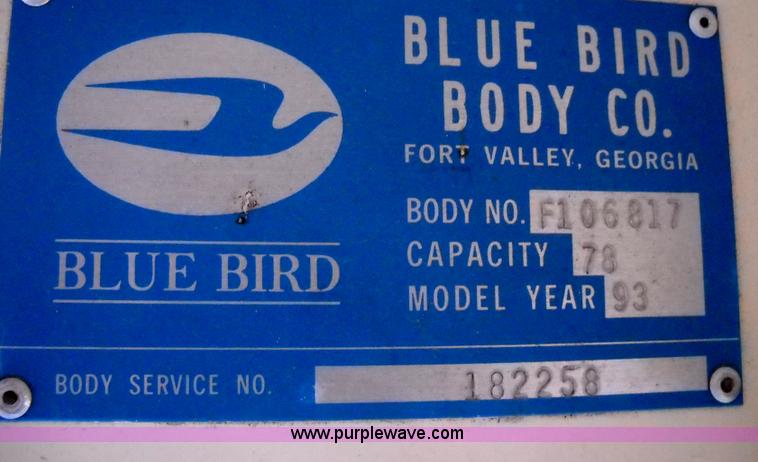 BLUE BIRD
BODY CO.
FORT VALLEY, GEORGIA
BODY NO. F106817
CAPACITY 78
MODEL YEAR 93
BLUE BIRD
BODY SERVICE NO. 182258
www.purplewave.com